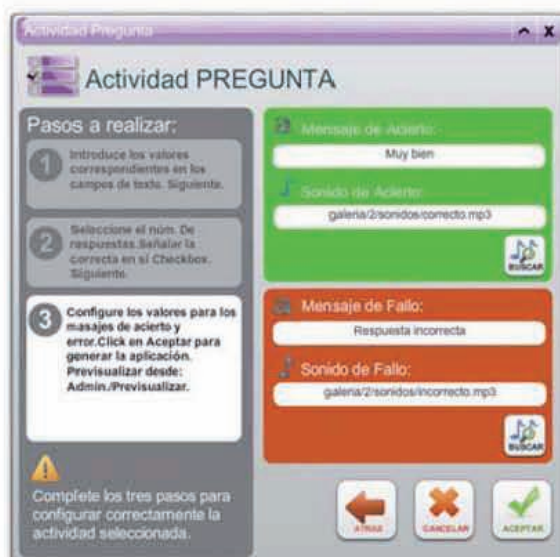 Actividad Pregunta
Actividad PREGUNTA
Pasos a realizar:
1
Introduce los valores
correspondientes en los
campos de texto. Siguiente.
2
Seleccione el núm. De
respuestas.Señalar la
correcta en sí Checkbox.
Siguiente.
3
Configure los valores para los
masajes de acierto y
error.Click en Aceptar para
generar la aplicación.
Previsualizar desde:
Admin./Previsualizar.
Complete los tres pasos para
configurar correctamente la
actividad seleccionada.
Mensaje de Acierto:
Muy bien
Sonido de Acierto:
galeria/2/sonidos/correcto.mp3
BUSCAR
Mensaje de Fallo:
Respuesta incorrecta
Sonido de Fallo:
galeria/2/sonidos/incorrecto.mp3
BUSCAR
ATRAS
CANCELAR
ACEPTAR